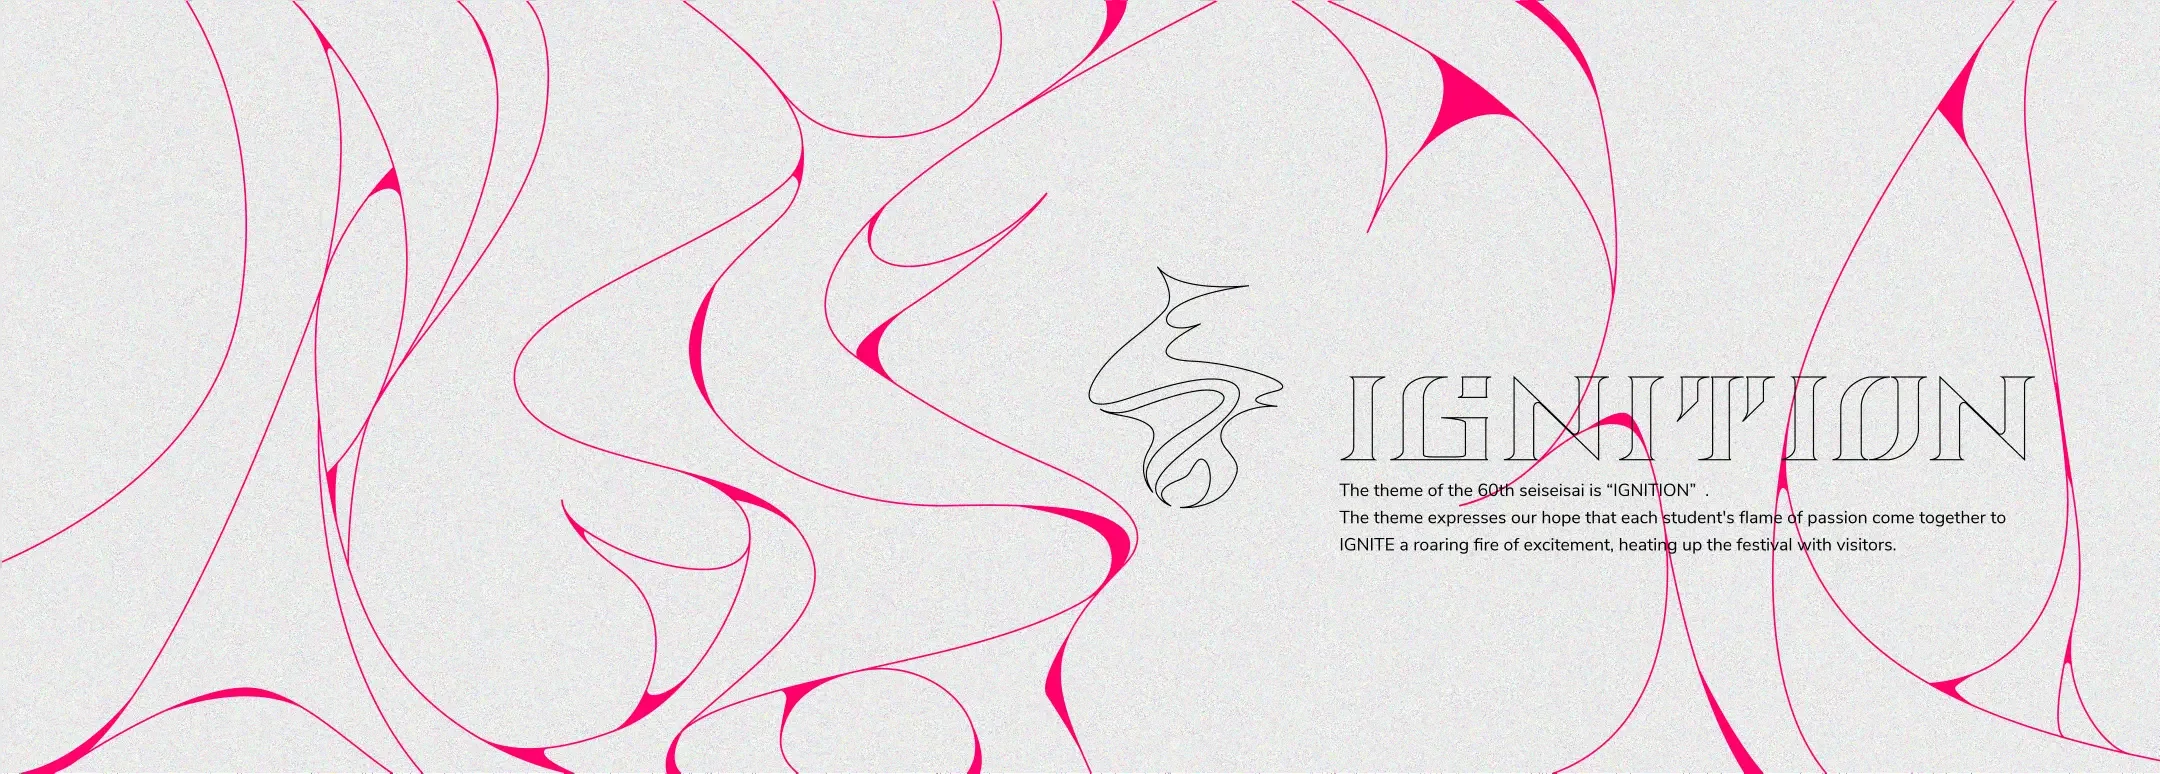 IGNITION
The theme of the 60th seiseisai is “IGNITION” .
The theme expresses our hope that each student's flame of passion come together to
IGNITE a roaring fire of excitement, heating up the festival with visitors.